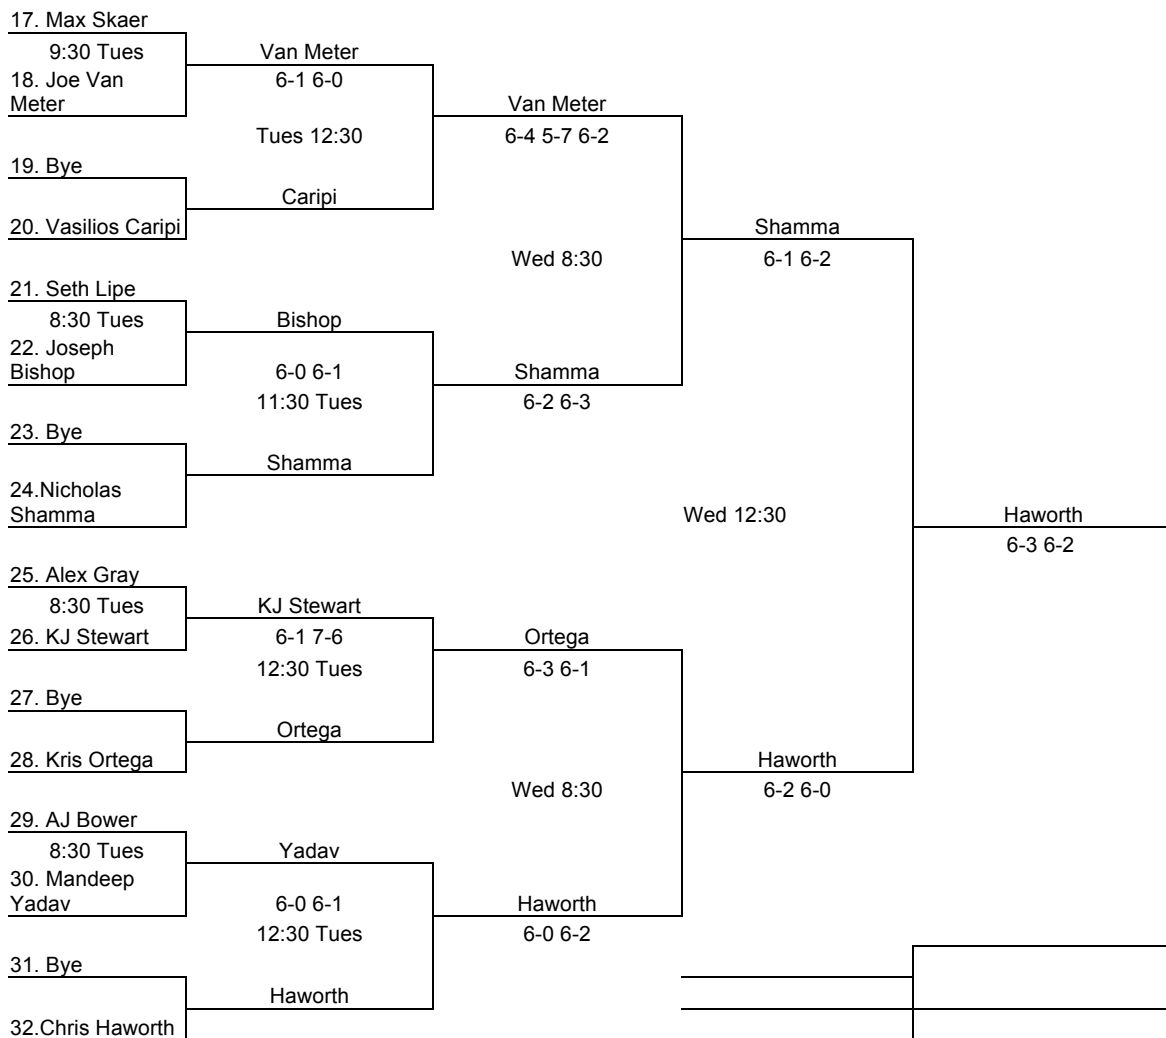 17. Max Skaer
9:30 Tues
Van Meter
18. Joe Van
Meter
6-1 6-0
Van Meter
Tues 12:30
6-4 5-7 6-2
19. Bye
Caripi
20. Vasilios Caripi
Shamma
Wed 8:30
6-1 6-2
21. Seth Lipe
8:30 Tues
Bishop
22. Joseph
Bishop
6-0 6-1
Shamma
11:30 Tues
6-2 6-3
23. Bye
Shamma
24.Nicholas
Shamma
Wed 12:30
Haworth
6-3 6-2
25. Alex Gray
8:30 Tues
KJ Stewart
26. KJ Stewart
6-1 7-6
Ortega
12:30 Tues
6-3 6-1
27. Bye
Ortega
28. Kris Ortega
Haworth
Wed 8:30
6-2 6-0
29. AJ Bower
8:30 Tues
Yadav
30. Mandeep
Yadav
6-0 6-1
Haworth
12:30 Tues
6-0 6-2
31. Bye
Haworth
32.Chris Haworth